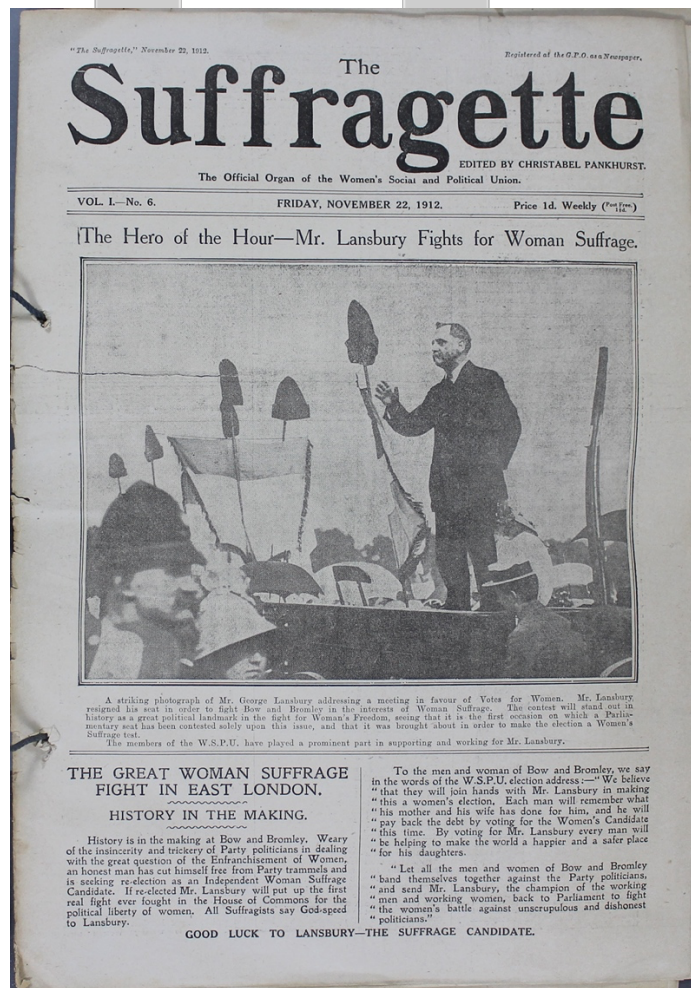 "The Suffragette," November 22, 1912.
Registered at the G.P.O. as a Newspaper.
The
Suffragette
EDITED BY CHRISTABEL PANKHURST.
The Official Organ of the Women's Social and Political Union.
VOL. I.—No. 6.
FRIDAY, NOVEMBER 22, 1912.
Price 1d. Weekly (Post Free 1½d.)
The Hero of the Hour—Mr. Lansbury Fights for Woman Suffrage.
A striking photograph of Mr. George Lansbury addressing a meeting in favour of Votes for Women. Mr. Lansbury
resigned his seat in order to fight Bow and Bromley in the interests of Woman Suffrage. The contest will stand out in
history as a great political landmark in the fight for Woman's Freedom, seeing that it is the first occasion on which a Parlia-
mentary seat has been contested solely upon this issue, and that it was brought about in order to make the election a Women's
Suffrage test.
The members of the W.S.P.U. have played a prominent part in supporting and working for Mr. Lansbury.
THE GREAT WOMAN SUFFRAGE
FIGHT IN EAST LONDON.
HISTORY IN THE MAKING.
History is in the making at Bow and Bromley. Weary
of the insincerity and trickery of Party politicians in dealing
with the great question of the Enfranchisement of Women,
an honest man has cut himself free from Party trammels and
is seeking re-election as an Independent Woman Suffrage
Candidate. If re-elected Mr. Lansbury will put up the first
real fight ever fought in the House of Commons for the
political liberty of women. All Suffragists say God-speed
to Lansbury.
To the men and woman of Bow and Bromley, we say
in the words of the W.S.P.U. election address:—"We believe
"that they will join hands with Mr. Lansbury in making
"this a women's election. Each man will remember what
"his mother and his wife has done for him, and he will
"pay back the debt by voting for the Women's Candidate
"this time. By voting for Mr. Lansbury every man will
"be helping to make the world a happier and a safer place
"for his daughters.
"Let all the men and women of Bow and Bromley
"band themselves together against the Party politicians,
"and send Mr. Lansbury, the champion of the working
"men and working women, back to Parliament to fight
"the women's battle against unscrupulous and dishonest
"politicians."
GOOD LUCK TO LANSBURY—THE SUFFRAGE CANDIDATE.